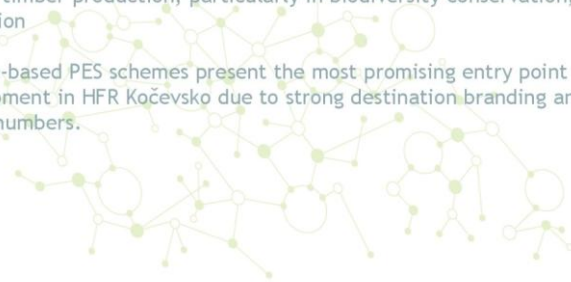 timber production, particularly in biodiversity conservation,
ion
-based PES schemes present the most promising entry point
ment in HFR Kočevsko due to strong destination branding an
numbers.